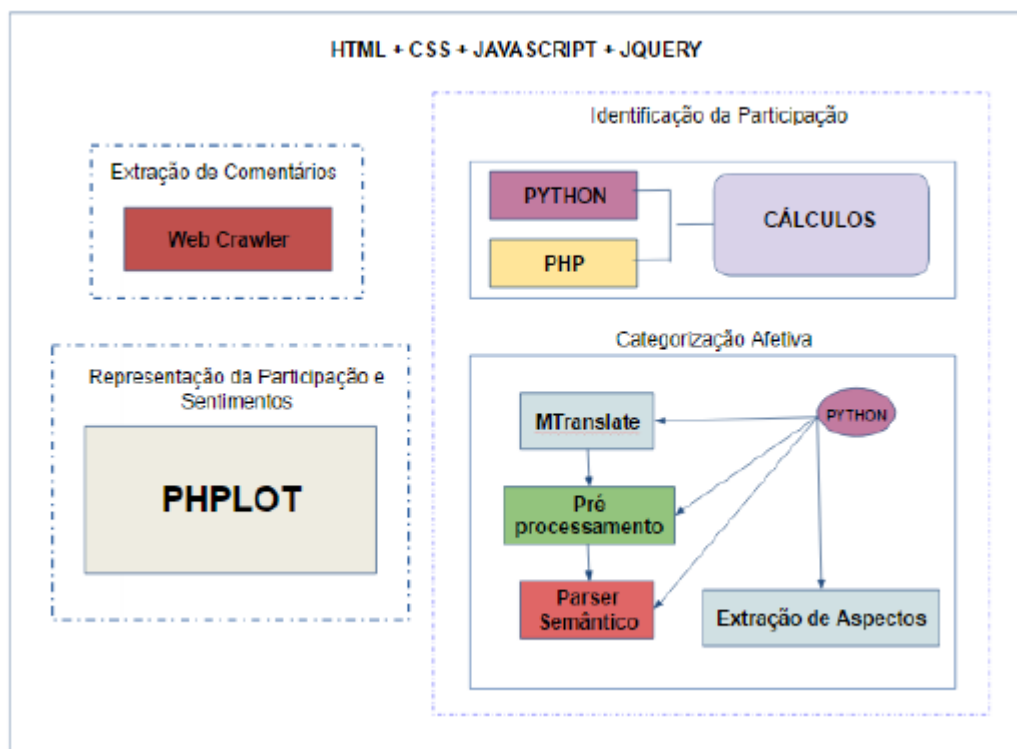 HTML + CSS + JAVASCRIPT + JQUERY
Extração de Comentários
Web Crawler
Representação da Participação e
Sentimentos
PHPLOT
Identificação da Participação
PYTHON
PHP
CÁLCULOS
Categorização Afetiva
MTranslate
PYTHON
Pré
processamento
Parser
Semântico
Extração de Aspectos